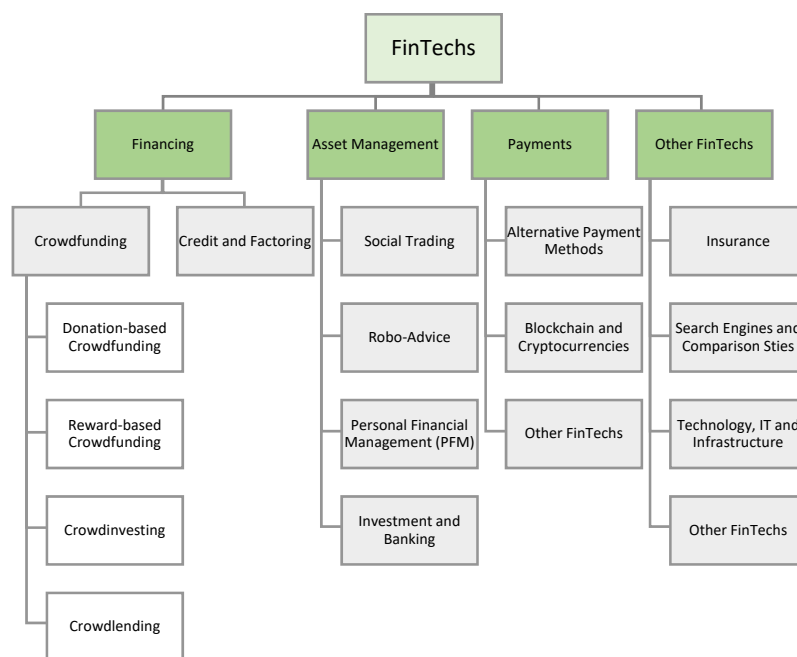 FinTechs
Financing
Asset Management
Payments
Other FinTechs
Crowdfunding
Credit and Factoring
Social Trading
Alternative Payment
Methods
Insurance
Donation-based
Crowdfunding
Robo-Advice
Blockchain and
Cryptocurrencies
Search Engines and
Comparison Sties
Reward-based
Crowdfunding
Personal Financial
Management (PFM)
Other FinTechs
Technology, IT and
Infrastructure
Crowdinvesting
Investment and
Banking
Other FinTechs
Crowdlending